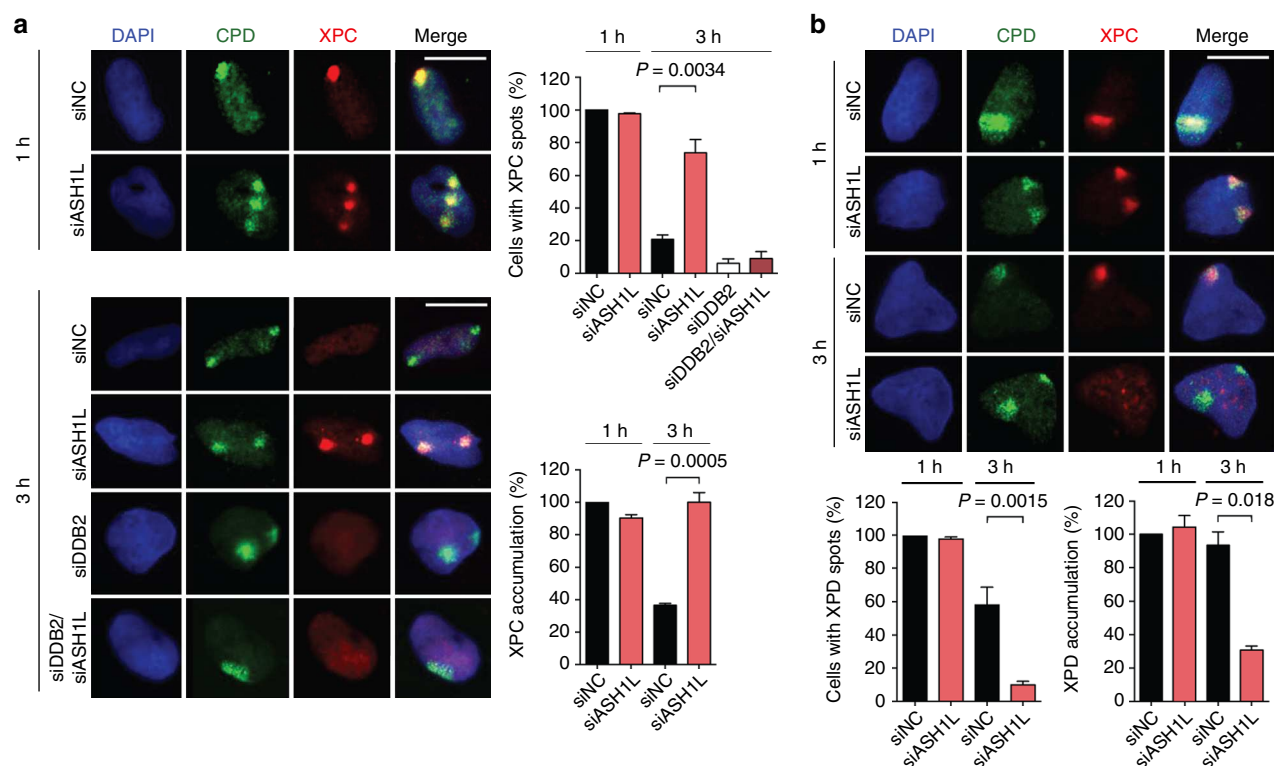 a
DAPI CPD XPC Merge
1 h
siNC
siASH1L
3 h
siNC
siASH1L
siDDB2
siDDB2/
siASH1L
1 h 3 h
P = 0.0034
Cells with XPC spots (%)
120
100
80
60
40
20
0
siNC
siASH1L
siNC
siASH1L
siDDB2
siDDB2/siASH1L
1 h 3 h
P = 0.0005
XPC accumulation (%)
120
100
80
60
40
20
0
siNC
siASH1L
siNC
siASH1L
b
DAPI CPD XPC Merge
1 h
siNC
siASH1L
3 h
siNC
siASH1L
1 h 3 h
P = 0.0015
Cells with XPD spots (%)
120
100
80
60
40
20
0
siNC
siASH1L
siNC
siASH1L
1 h 3 h
P = 0.018
XPD accumulation (%)
120
100
80
60
40
20
0
siNC
siASH1L
siNC
siASH1L